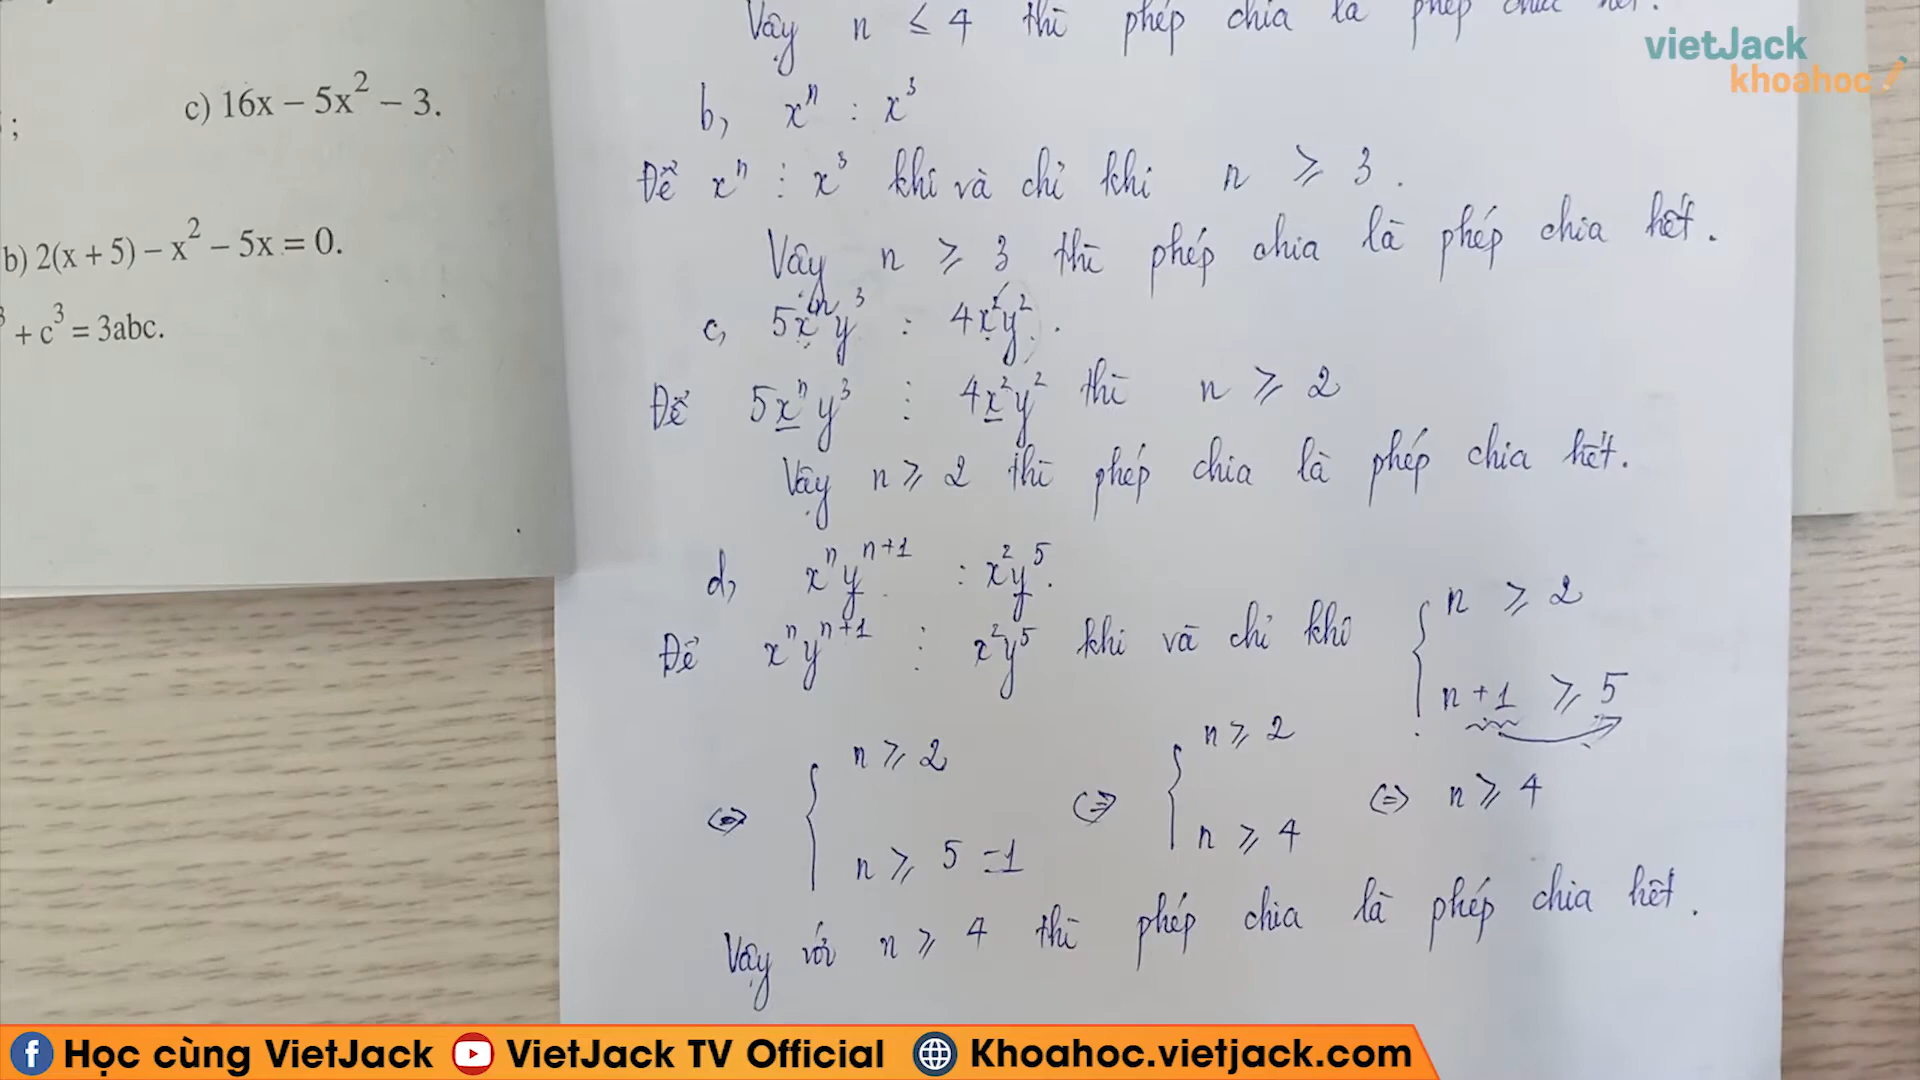 ;
c) 16x − 5x² − 3.
b) 2(x + 5) − x² − 5x = 0.
³ + c³ = 3abc.
Vậy n ≤ 4 thì phép chia là phép chia hết.
b, xⁿ : x³
Để xⁿ ⋮ x³ khi và chỉ khi n ⩾ 3.
Vậy n ⩾ 3 thì phép chia là phép chia hết.
c, 5xⁿy³ : 4x²y².
Để 5xⁿy³ ⋮ 4x²y² thì n ⩾ 2
Vậy n ⩾ 2 thì phép chia là phép chia hết.
d, xⁿyⁿ⁺¹ : x²y⁵.
Để xⁿyⁿ⁺¹ ⋮ x²y⁵ khi và chỉ khi { n ⩾ 2
n + 1 ⩾ 5
⇔ { n ⩾ 2 ⇔ { n ⩾ 2 ⇔ n ⩾ 4
n ⩾ 5 − 1 n ⩾ 4
Vậy với n ⩾ 4 thì phép chia là phép chia hết.
vietJack
khoahoc
Học cùng VietJack VietJack TV Official Khoahoc.vietjack.com